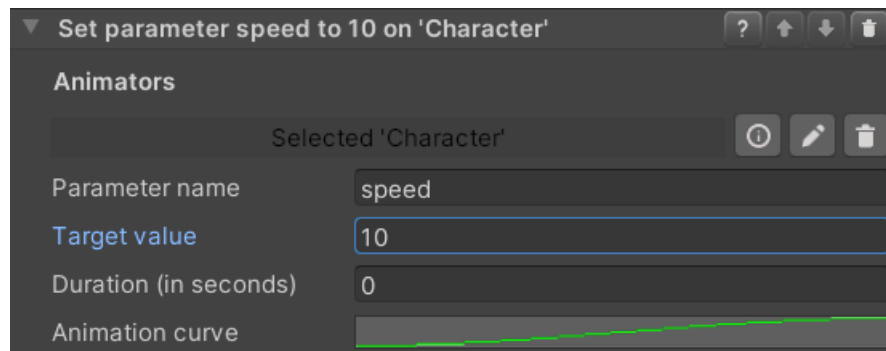 Set parameter speed to 10 on 'Character' ?
Animators
Selected 'Character'
Parameter name speed
Target value 10
Duration (in seconds) 0
Animation curve